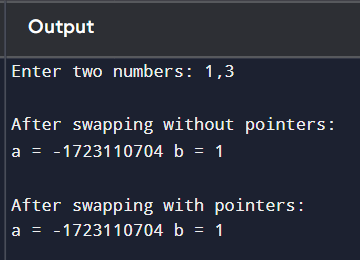 Output
Enter two numbers: 1,3
After swapping without pointers:
a = -1723110704 b = 1
After swapping with pointers:
a = -1723110704 b = 1